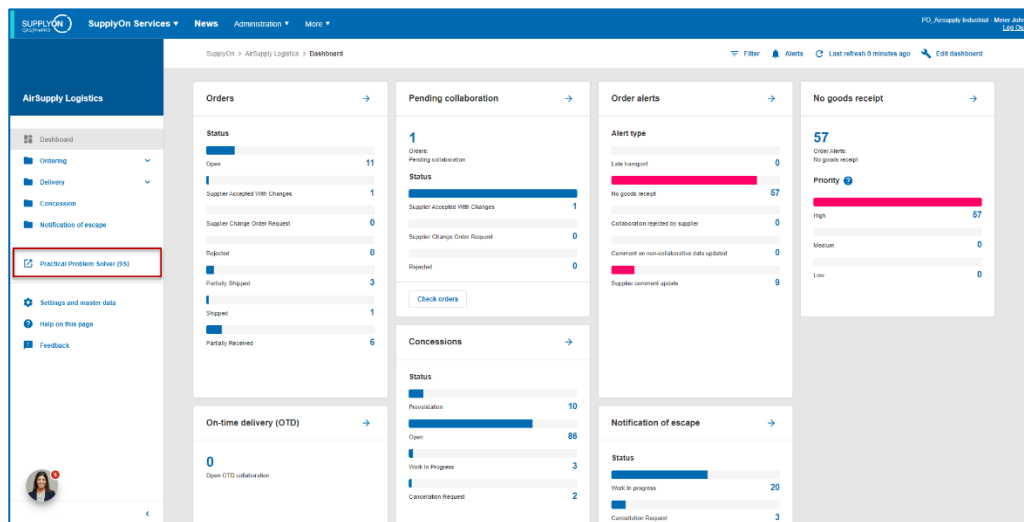 SUPPLYON
QAS/PrePRD
SupplyOn Services
News
Administration
More
PD_Airsupply Industrial - Meier John
Log Out
AirSupply Logistics
SupplyOn > AirSupply Logistics > Dashboard
Filter
Alerts
Last refresh 0 minutes ago
Edit dashboard
Dashboard
Ordering
Delivery
Concession
Notification of escape
Practical Problem Solver (9S)
Settings and master data
Help on this page
Feedback
1
Orders
Status
Open 11
Supplier Accepted With Changes 1
Supplier Change Order Request 0
Rejected 0
Partially Shipped 3
Shipped 1
Partially Received 6
Pending collaboration
1
Orders:
Pending collaboration
Status
Supplier Accepted With Changes 1
Supplier Change Order Request 0
Rejected 0
Check orders
Order alerts
Alert type
Late transport 0
No goods receipt 57
Collaboration rejected by supplier 0
Comment on non-collaborative data updated 0
Supplier comment update 9
No goods receipt
57
Order Alerts:
No goods receipt
Priority ?
High 57
Medium 0
Low 0
On-time delivery (OTD)
0
Open OTD collaboration
Concessions
Status
Prevalidation 10
Open 86
Work In Progress 3
Cancellation Request 2
Notification of escape
Status
Work in progress 20
Cancellation Request 3